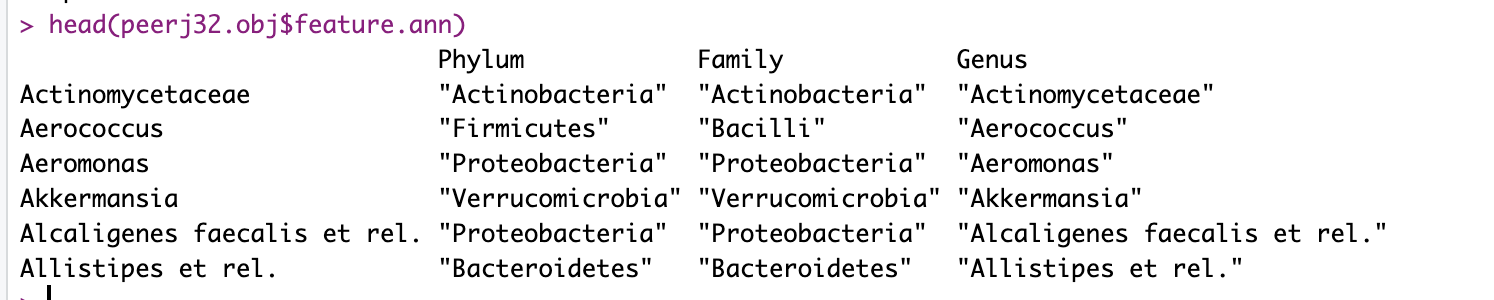 > head(peerj32.obj$feature.ann)
Phylum Family Genus
Actinomycetaceae "Actinobacteria" "Actinobacteria" "Actinomycetaceae"
Aerococcus "Firmicutes" "Bacilli" "Aerococcus"
Aeromonas "Proteobacteria" "Proteobacteria" "Aeromonas"
Akkermansia "Verrucomicrobia" "Verrucomicrobia" "Akkermansia"
Alcaligenes faecalis et rel. "Proteobacteria" "Proteobacteria" "Alcaligenes faecalis et rel."
Allistipes et rel. "Bacteroidetes" "Bacteroidetes" "Allistipes et rel."